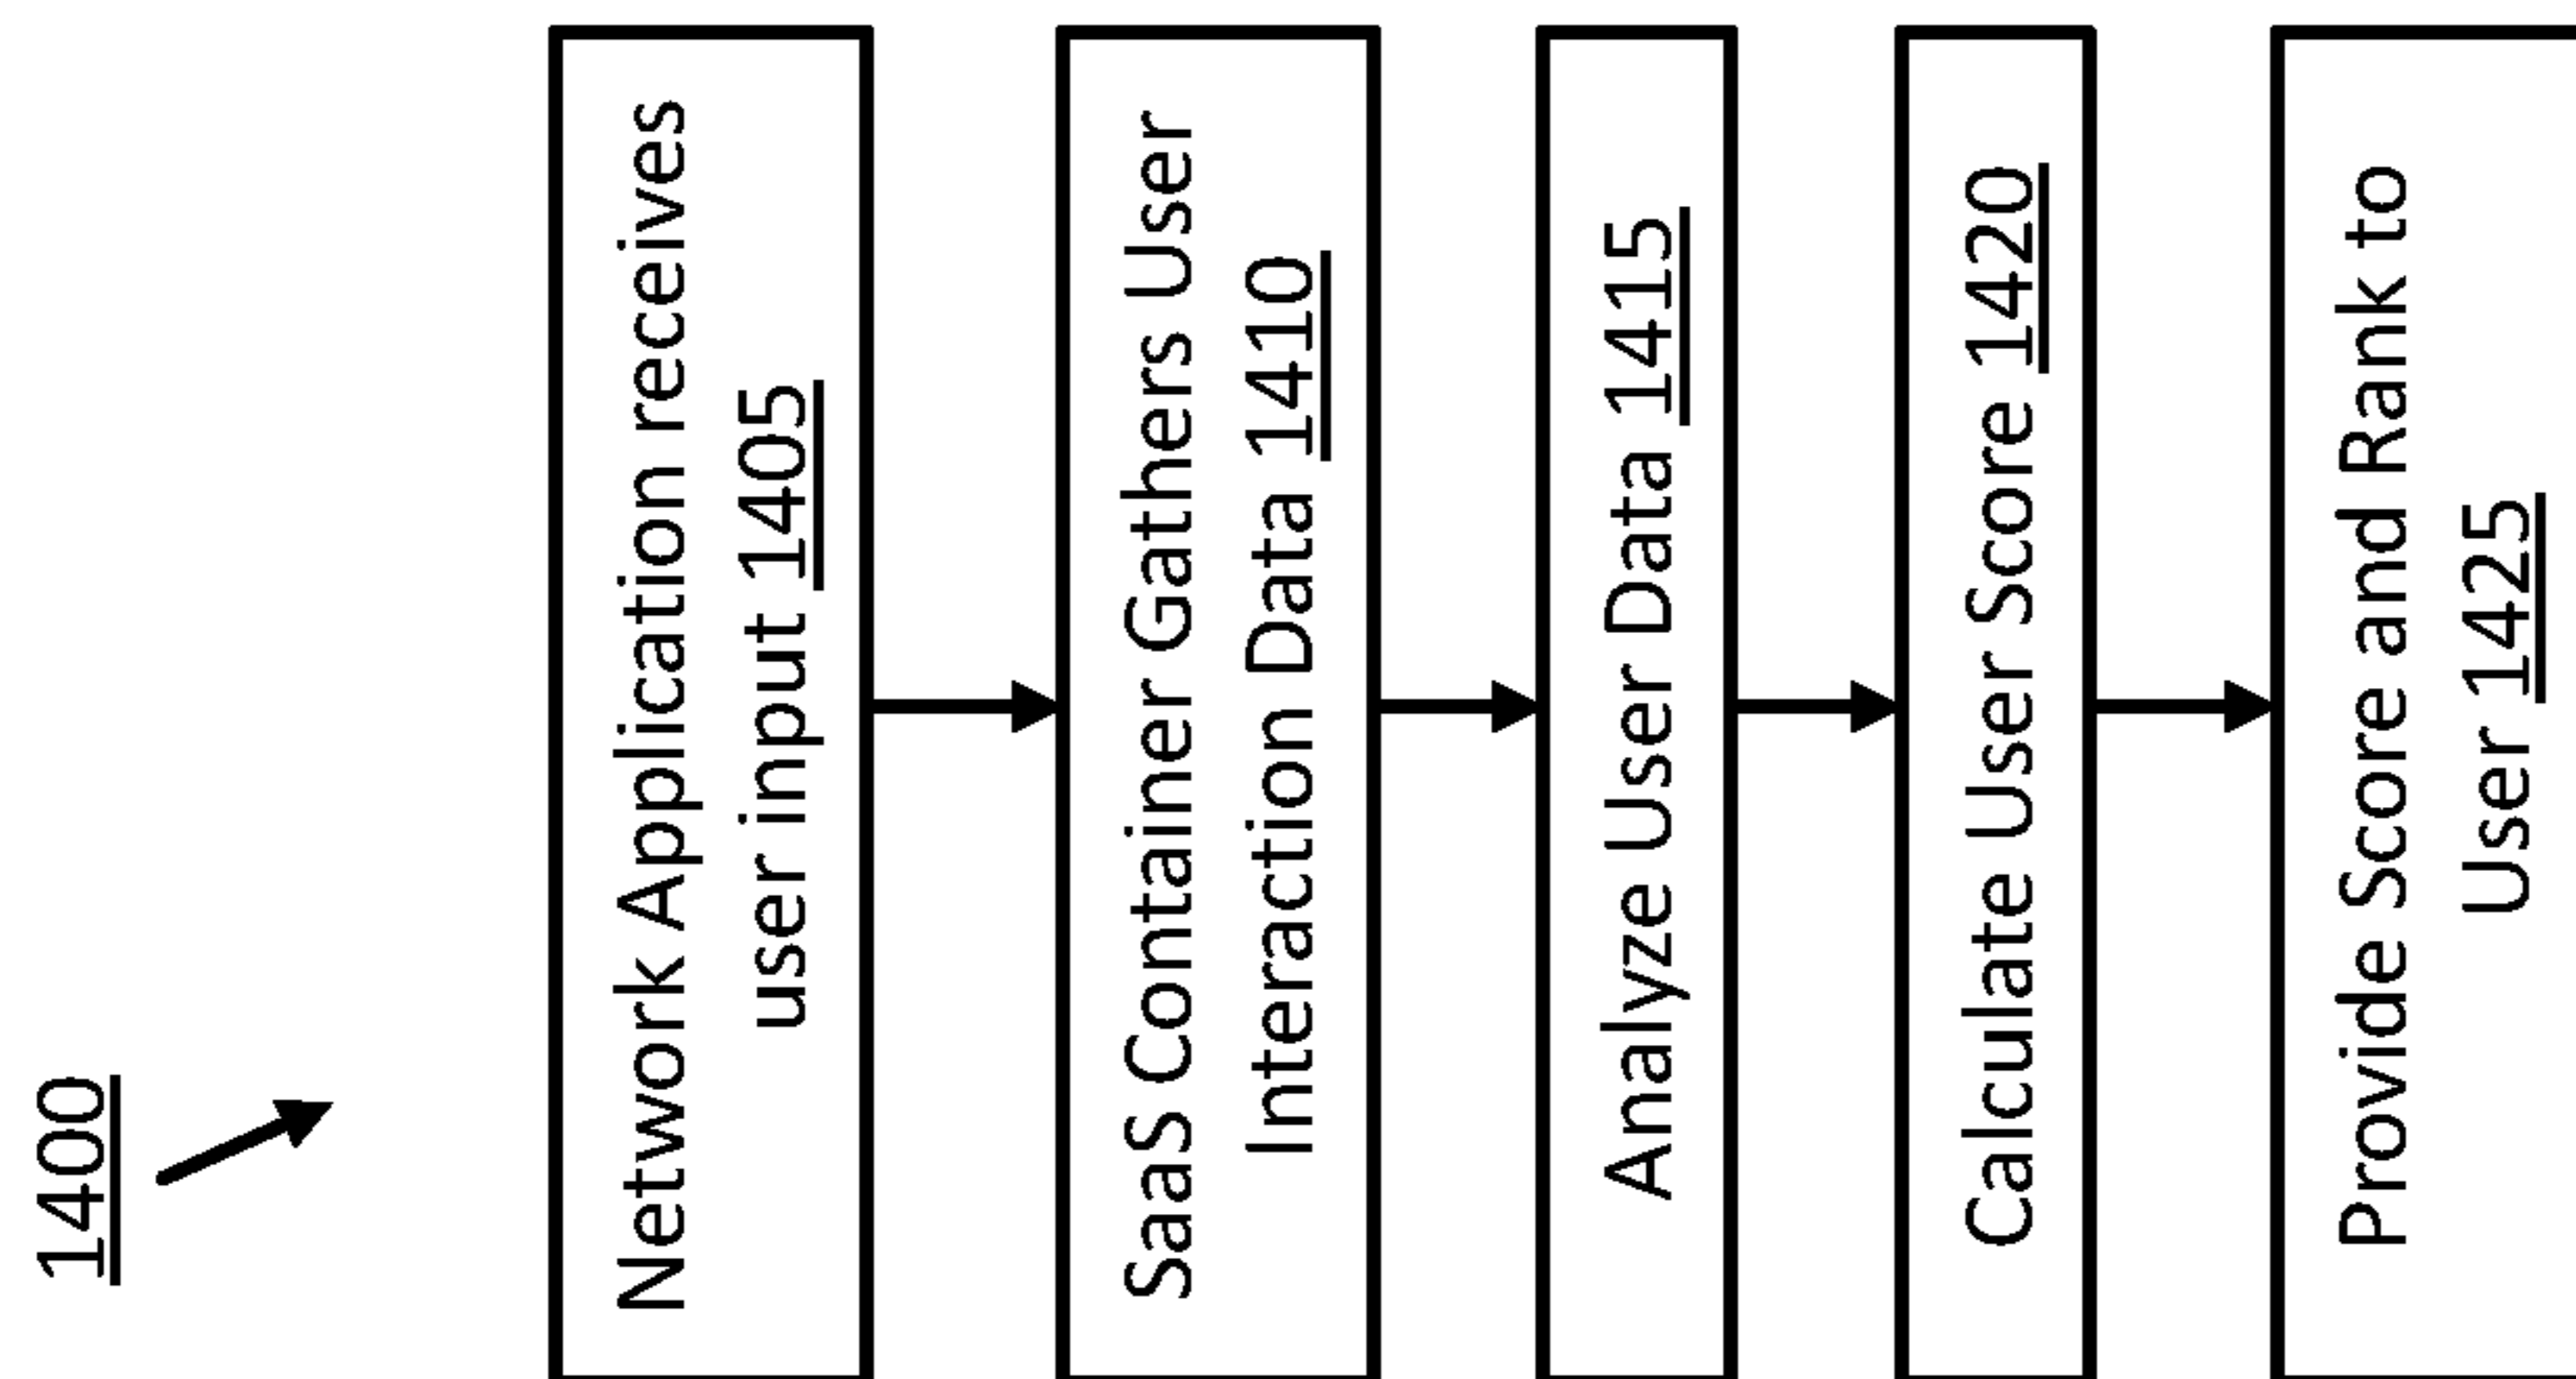 1400
Network Application receives
user input 1405
SaaS Container Gathers User
Interaction Data 1410
Analyze User Data 1415
Calculate User Score 1420
Provide Score and Rank to
User 1425